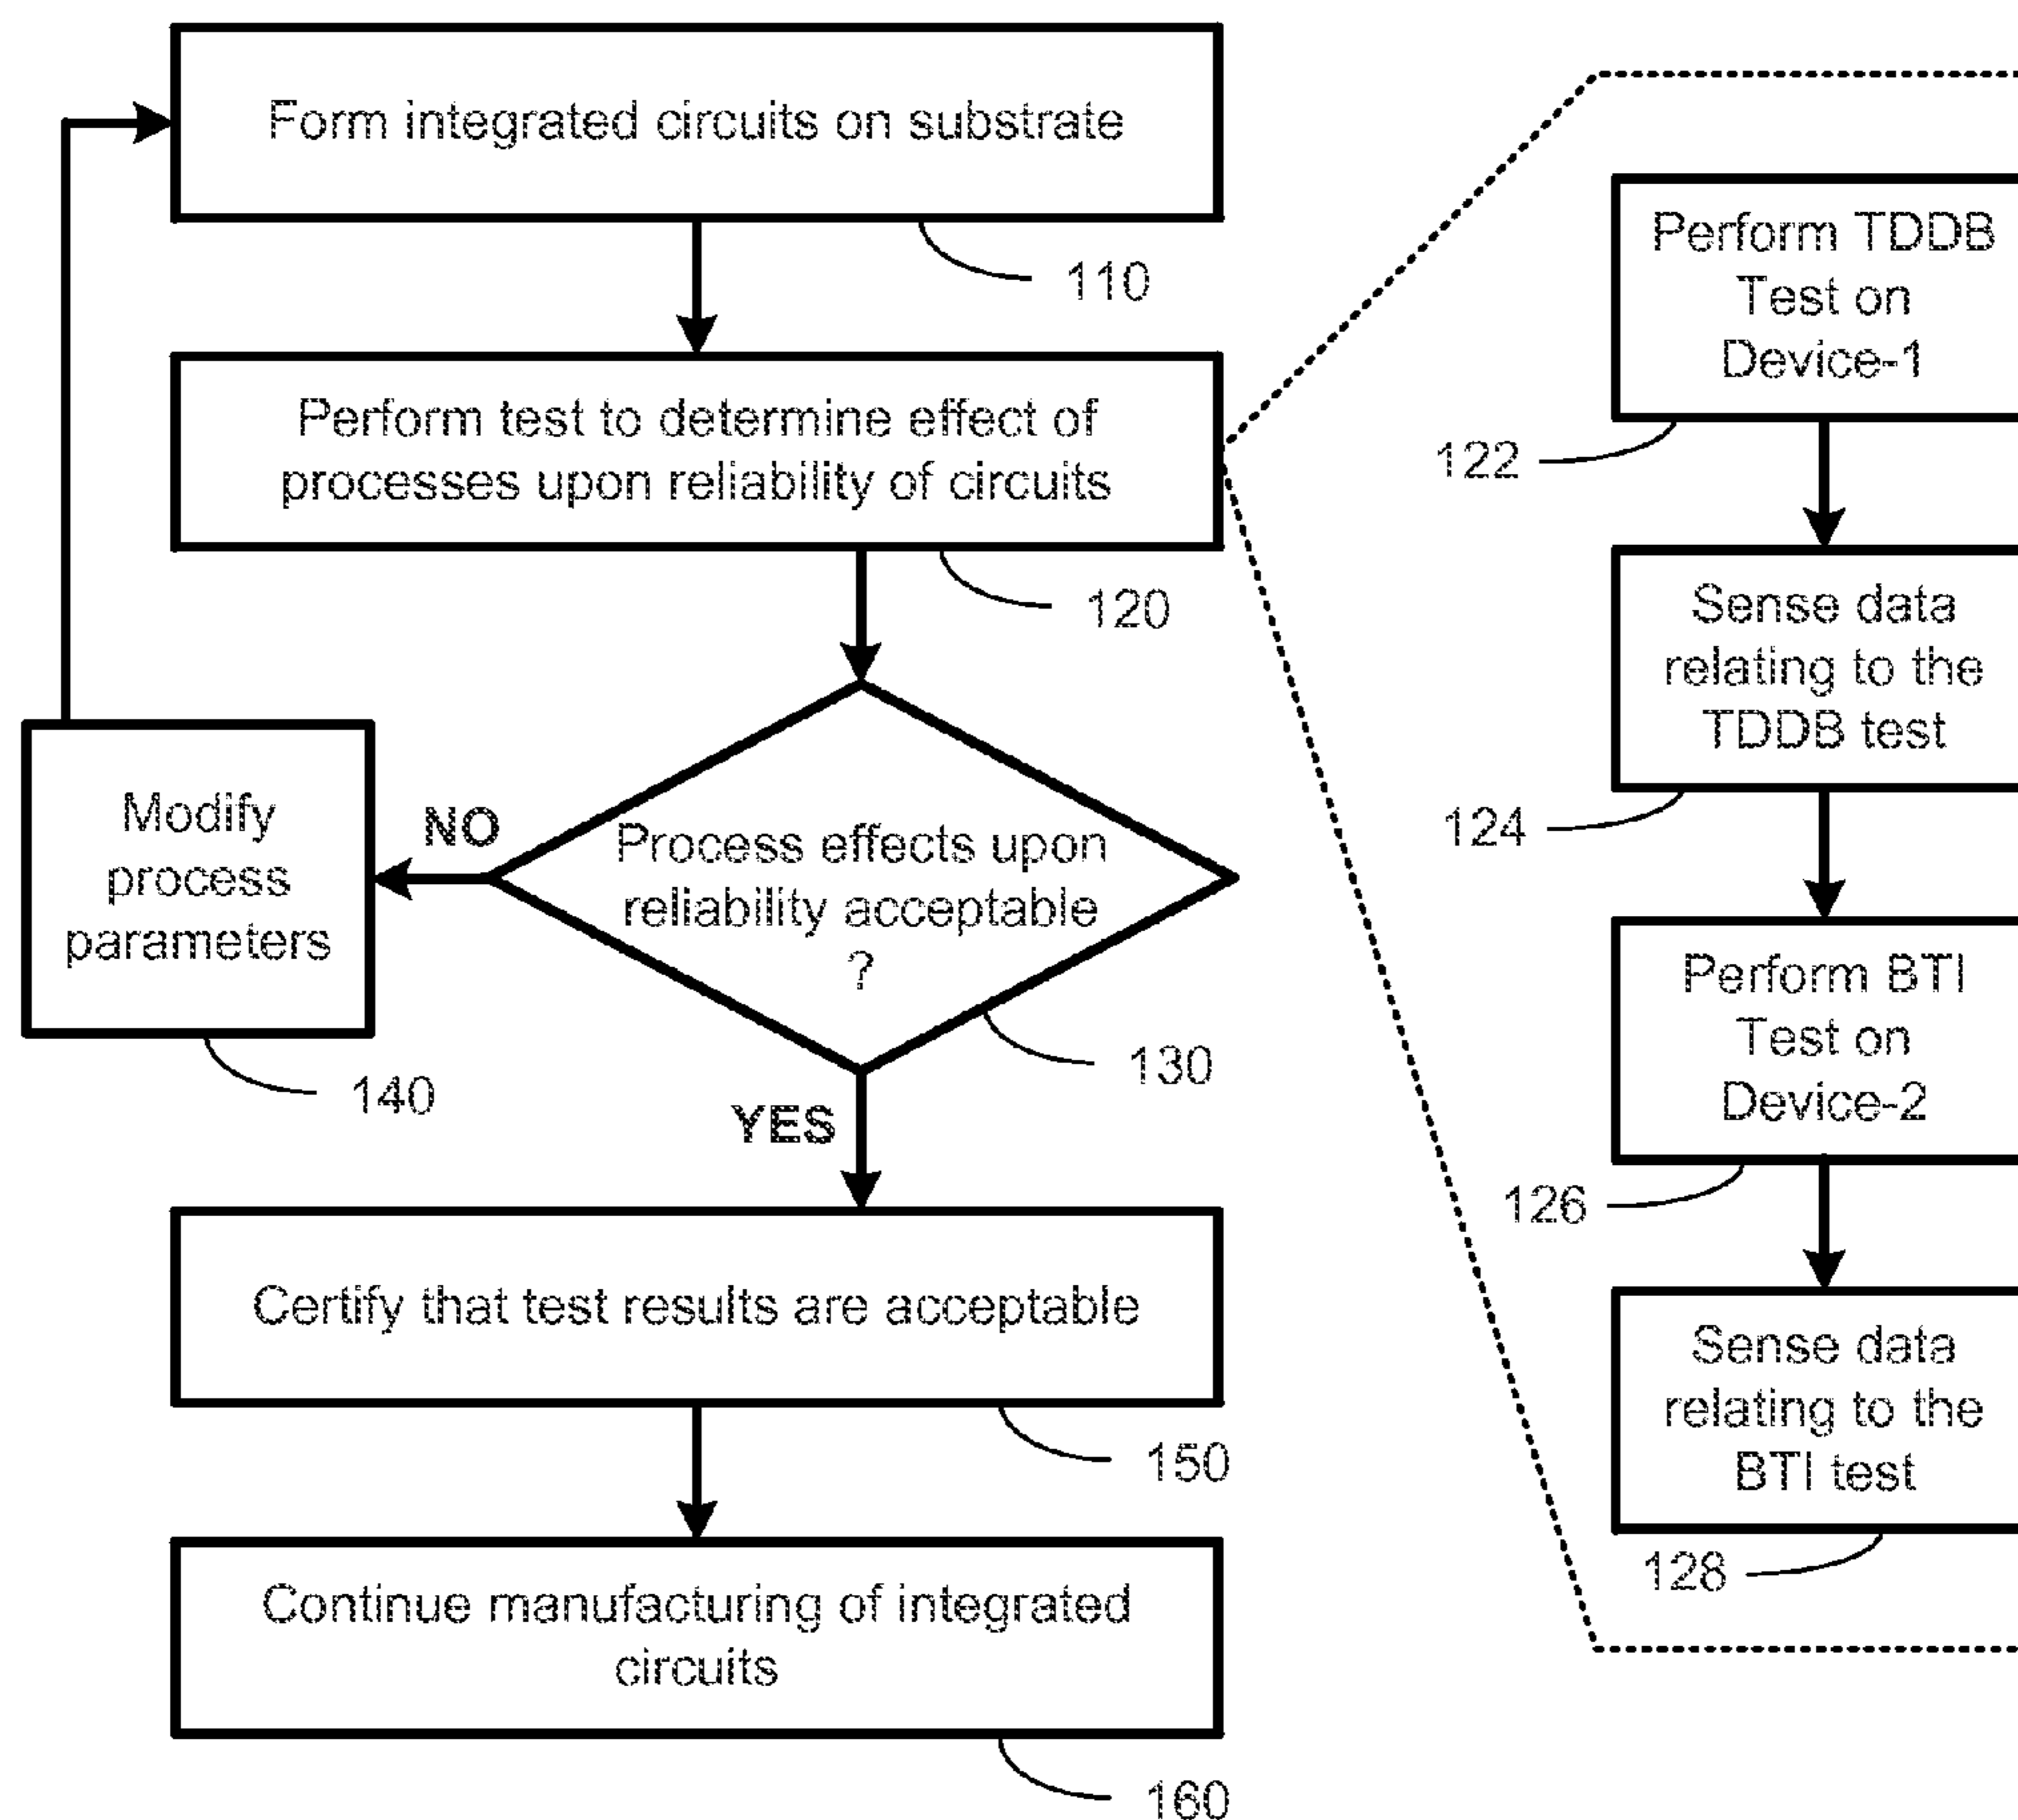 Form integrated circuits on substrate
110
Perform test to determine effect of
processes upon reliability of circuits
120
Process effects upon
reliability acceptable
?
130
NO
Modify
process
parameters
140
YES
Certify that test results are acceptable
150
Continue manufacturing of integrated
circuits
160
Perform TDDB
Test on
Device-1
122
Sense data
relating to the
TDDB test
124
Perform BTI
Test on
Device-2
126
Sense data
relating to the
BTI test
128